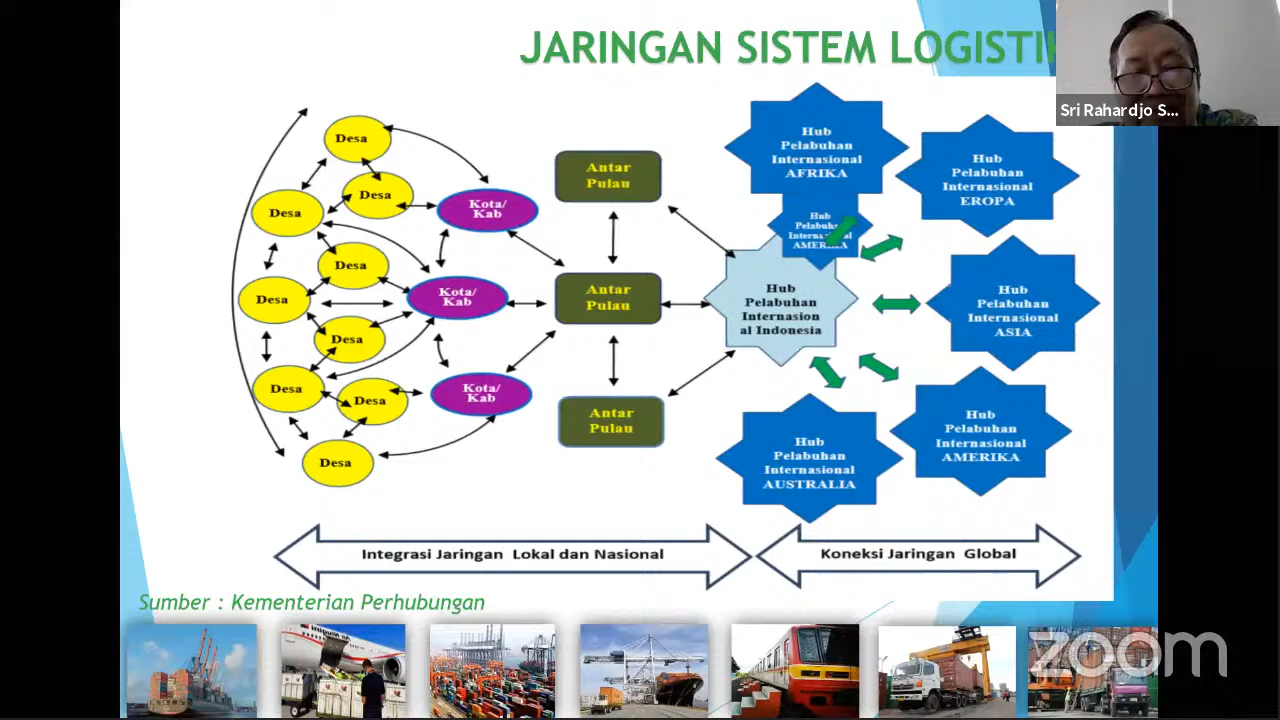 JARINGAN SISTEM LOGISTIK
Sri Rahardjo S...
Desa
Desa
Desa
Desa
Desa
Desa
Desa
Desa
Desa
Kota/
Kab
Kota/
Kab
Kota/
Kab
Antar
Pulau
Antar
Pulau
Antar
Pulau
Hub
Pelabuhan
Internasional
AFRIKA
Hub
Pelabuhan
Internasional
EROPA
Hub
Pelabuhan
Internasional
AMERIKA
Hub
Pelabuhan
Internasion
al Indonesia
Hub
Pelabuhan
Internasional
ASIA
Hub
Pelabuhan
Internasional
AMERIKA
Hub
Pelabuhan
Internasional
AUSTRALIA
Integrasi Jaringan Lokal dan Nasional
Koneksi Jaringan Global
Sumber : Kementerian Perhubungan
zoom